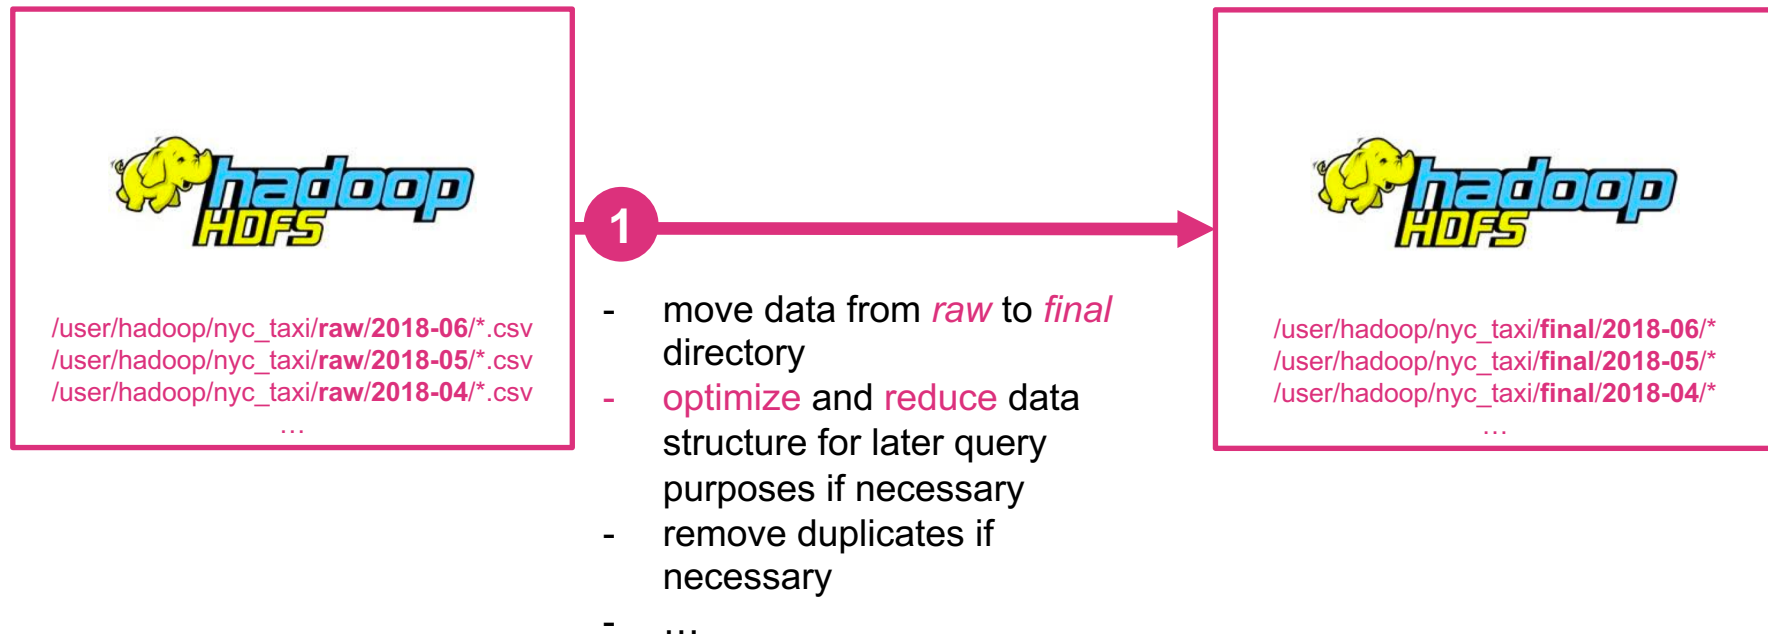 hadoop
HDFS
/user/hadoop/nyc_taxi/raw/2018-06/*.csv
/user/hadoop/nyc_taxi/raw/2018-05/*.csv
/user/hadoop/nyc_taxi/raw/2018-04/*.csv
…
1
- move data from raw to final
directory
- optimize and reduce data
structure for later query
purposes if necessary
- remove duplicates if
necessary
- …
hadoop
HDFS
/user/hadoop/nyc_taxi/final/2018-06/*
/user/hadoop/nyc_taxi/final/2018-05/*
/user/hadoop/nyc_taxi/final/2018-04/*
…